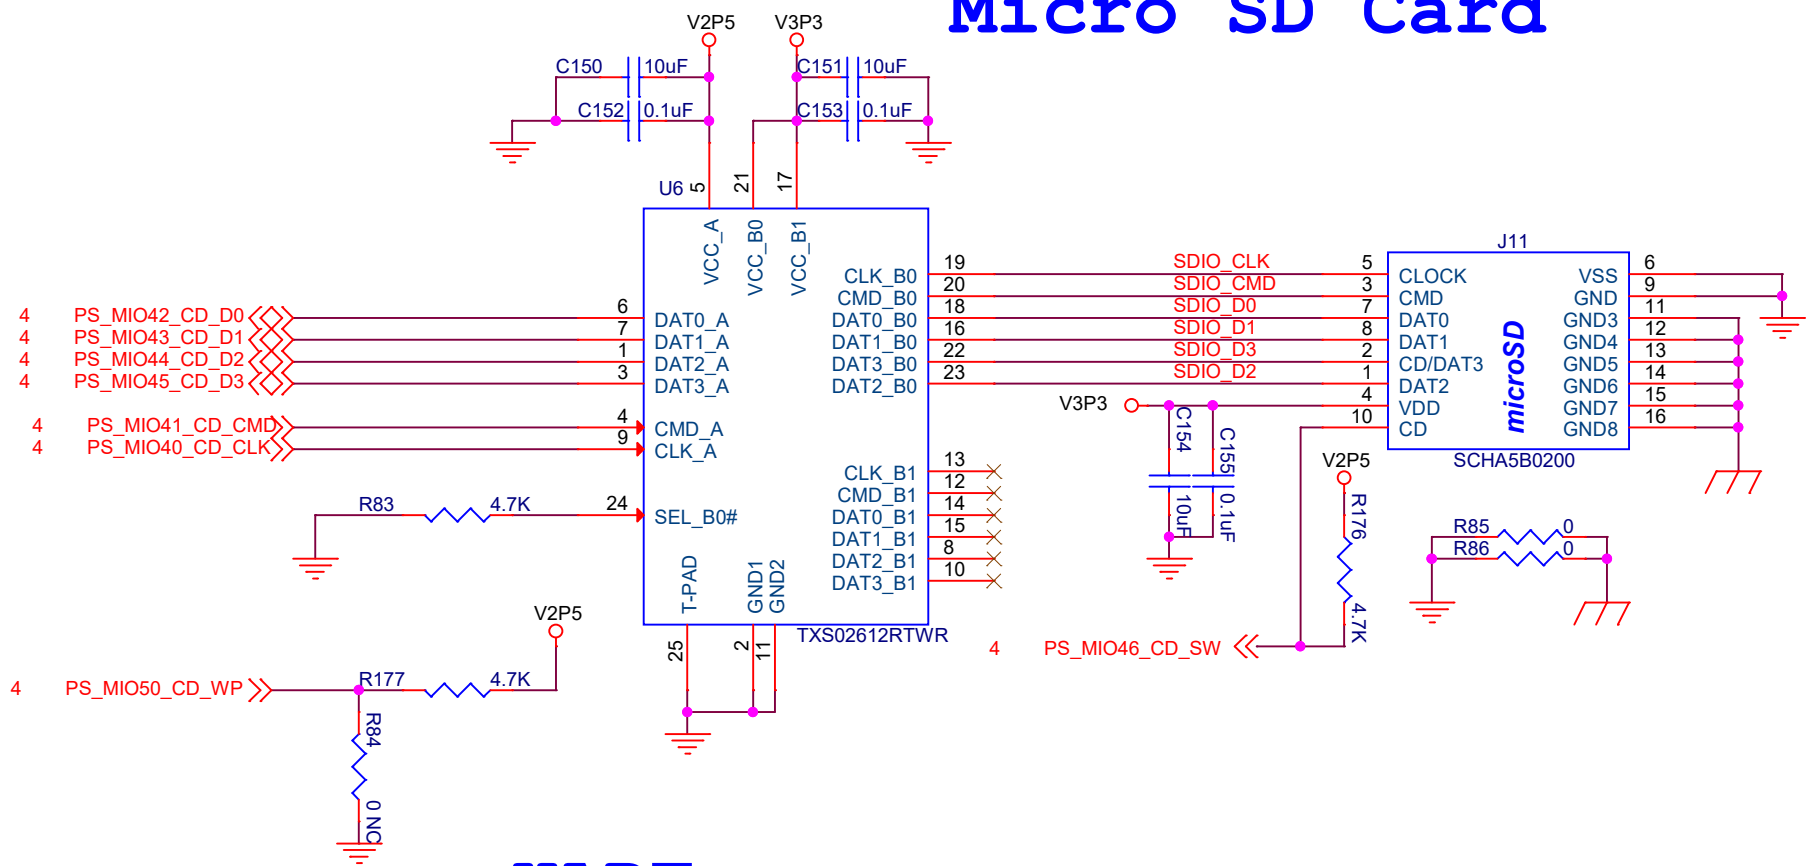 Micro SD Card
V2P5
V3P3
C150
10uF
C151
10uF
C152
0.1uF
C153
0.1uF
U6
5
21
17
VCC_A
VCC_B0
VCC_B1
J11
CLK_B0
19
SDIO_CLK
5
CLOCK
VSS
6
CMD_B0
20
SDIO_CMD
3
CMD
GND
9
4
PS_MIO42_CD_D0
6
DAT0_A
DAT0_B0
18
SDIO_D0
7
DAT0
GND3
11
4
PS_MIO43_CD_D1
7
DAT1_A
DAT1_B0
16
SDIO_D1
8
DAT1
GND4
12
4
PS_MIO44_CD_D2
1
DAT2_A
DAT3_B0
22
SDIO_D3
2
CD/DAT3
GND5
13
4
PS_MIO45_CD_D3
3
DAT3_A
DAT2_B0
23
SDIO_D2
1
DAT2
GND6
14
microSD
V3P3
4
VDD
GND7
15
4
PS_MIO41_CD_CMD
4
CMD_A
10
CD
GND8
16
4
PS_MIO40_CD_CLK
9
CLK_A
SCHA5B0200
C154
10uF
C155
0.1uF
V2P5
R176
4.7K
CLK_B1
13
CMD_B1
12
R83
4.7K
24
SEL_B0#
DAT0_B1
14
DAT1_B1
15
DAT2_B1
8
DAT3_B1
10
R85
0
R86
0
T-PAD
GND1
GND2
25
2
11
TXS02612RTWR
4
PS_MIO46_CD_SW
V2P5
4
PS_MIO50_CD_WP
R177
4.7K
R84
0 NC